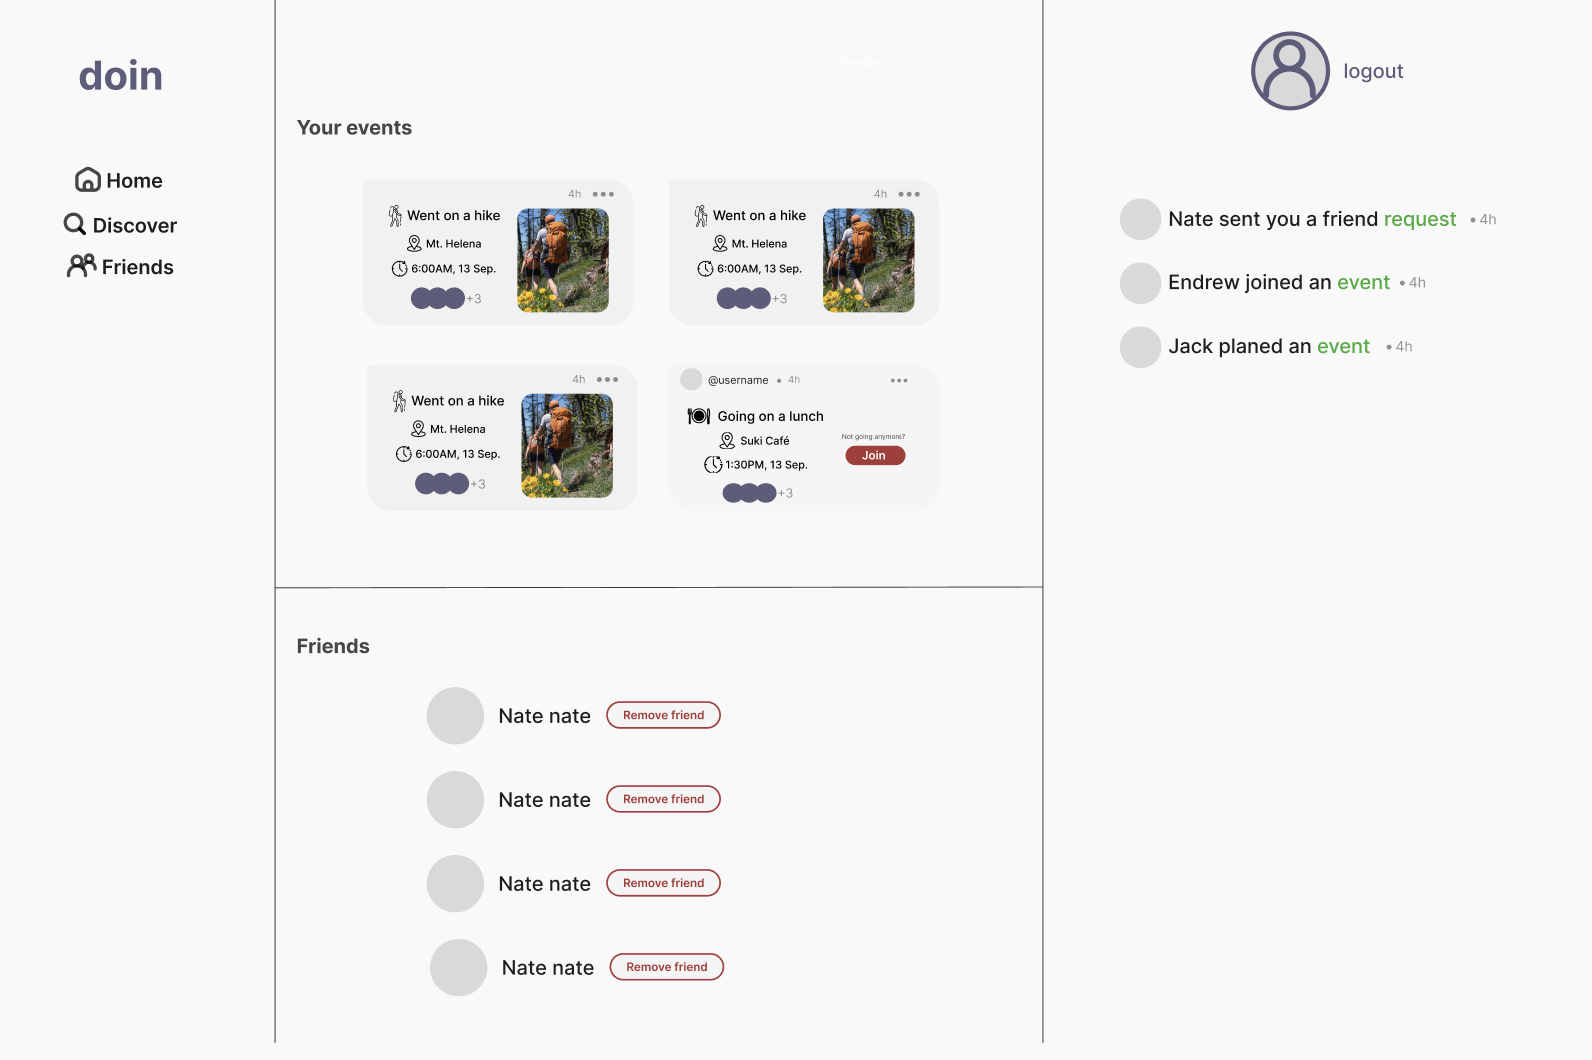 doin
Home
Discover
Friends
Your events
4h
Went on a hike
Mt. Helena
6:00AM, 13 Sep.
+3
4h
Went on a hike
Mt. Helena
6:00AM, 13 Sep.
+3
4h
Went on a hike
Mt. Helena
6:00AM, 13 Sep.
+3
@username • 4h
Going on a lunch
Suki Café
1:30PM, 13 Sep.
+3
Not going anymore?
Join
Friends
Nate nate Remove friend
Nate nate Remove friend
Nate nate Remove friend
Nate nate Remove friend
logout
Nate sent you a friend request • 4h
Endrew joined an event • 4h
Jack planed an event • 4h